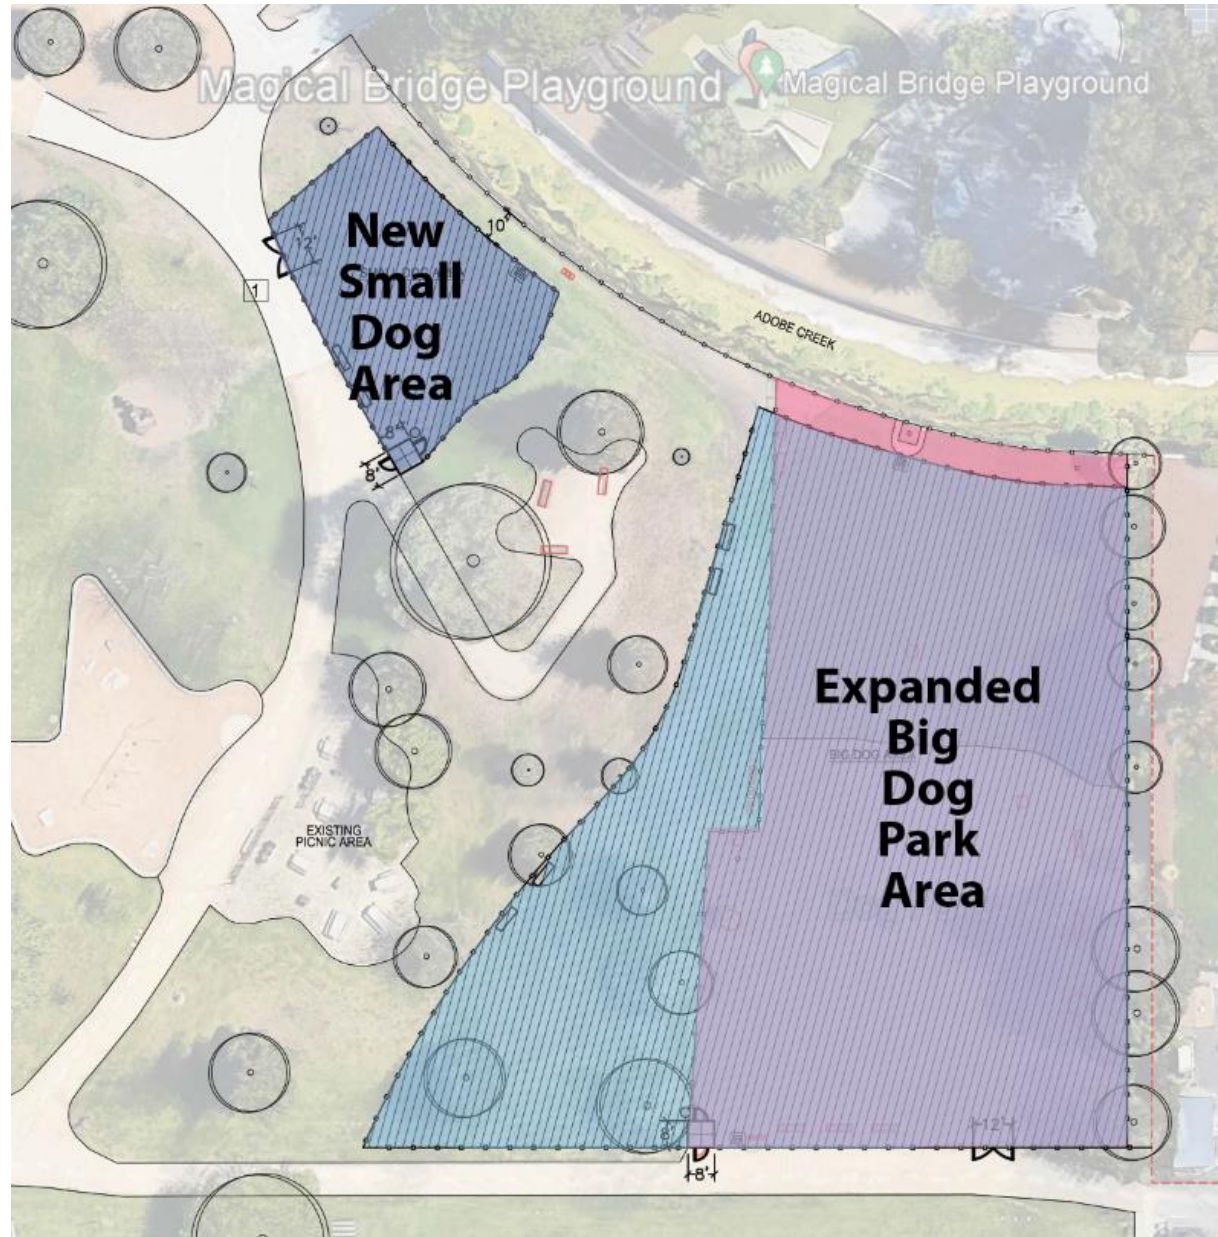 Magical Bridge Playground
Magical Bridge Playground
New
Small
Dog
Area
10'
12'
1
ADOBE CREEK
8'
8'
Expanded
Big
Dog
Park
Area
BIG DOG
EXISTING
PICNIC AREA
8'
12'
8'